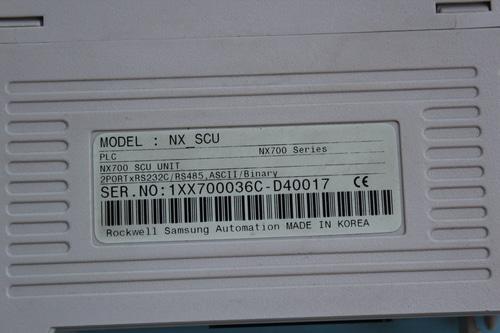 MODEL : NX_SCU
PLC NX700 Series
NX700 SCU UNIT
2PORTxRS232C/RS485,ASCII/Binary
SER.NO:1XX700036C-D40017 CE
Rockwell Samsung Automation MADE IN KOREA